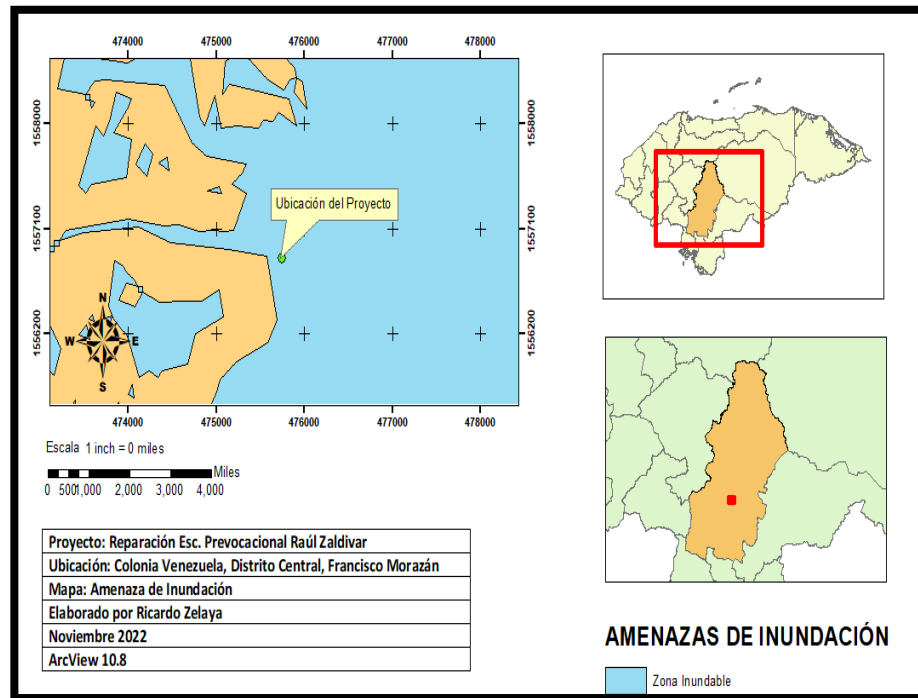 474000 475000 476000 477000 478000
1558000 1558000
Ubicación del Proyecto
1557100 1557100
N
W E
S
1556200 1556200
474000 475000 476000 477000 478000
Escala 1 inch = 0 miles
Miles
0 5001,000 2,000 3,000 4,000
Proyecto: Reparación Esc. Prevocacional Raúl Zaldivar
Ubicación: Colonia Venezuela, Distrito Central, Francisco Morazán
Mapa: Amenaza de Inundación
Elaborado por Ricardo Zelaya
Noviembre 2022
ArcView 10.8
AMENAZAS DE INUNDACIÓN
Zona Inundable